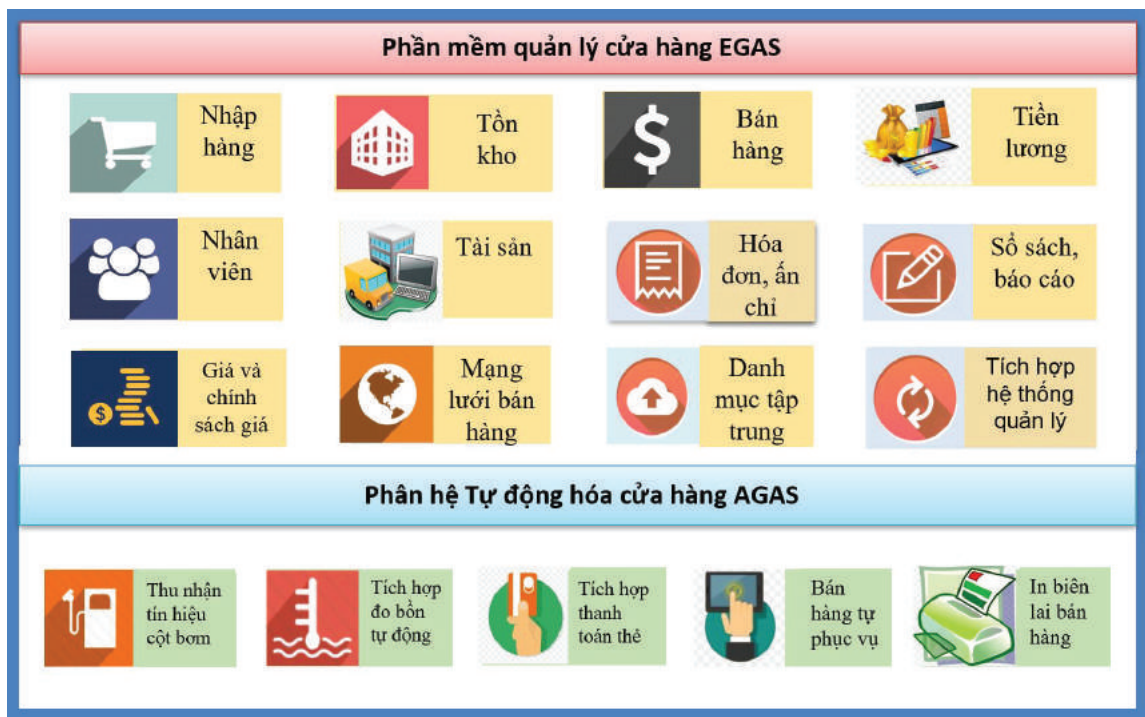 Phần mềm quản lý cửa hàng EGAS
Nhập
hàng
Tồn
kho
Bán
hàng
Tiền
lương
Nhân
viên
Tài sản
Hóa
đơn, ấn
chỉ
Sổ sách,
báo cáo
Giá và
chính
sách giá
Mạng
lưới bán
hàng
Danh
mục tập
trung
Tích hợp
hệ thống
quản lý
Phân hệ Tự động hóa cửa hàng AGAS
Thu nhận
tín hiệu
cột bơm
Tích hợp
đo bồn
tự động
Tích hợp
thanh
toán thẻ
Bán
hàng tự
phục vụ
In biên
lai bán
hàng